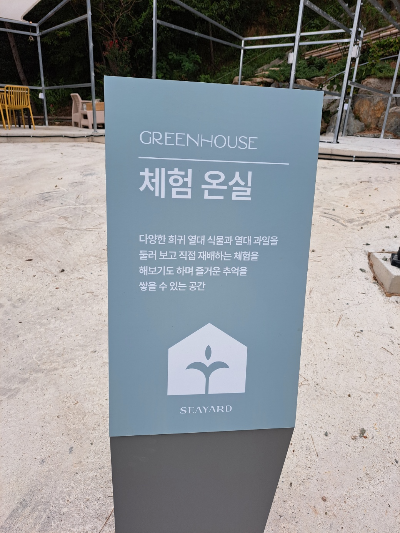 GREENHOUSE
체험 온실
다양한 희귀 열대 식물과 열대 과일을
둘러 보고 직접 재배하는 체험을
해보기도 하며 즐거운 추억을
쌓을 수 있는 공간
SEAYARD